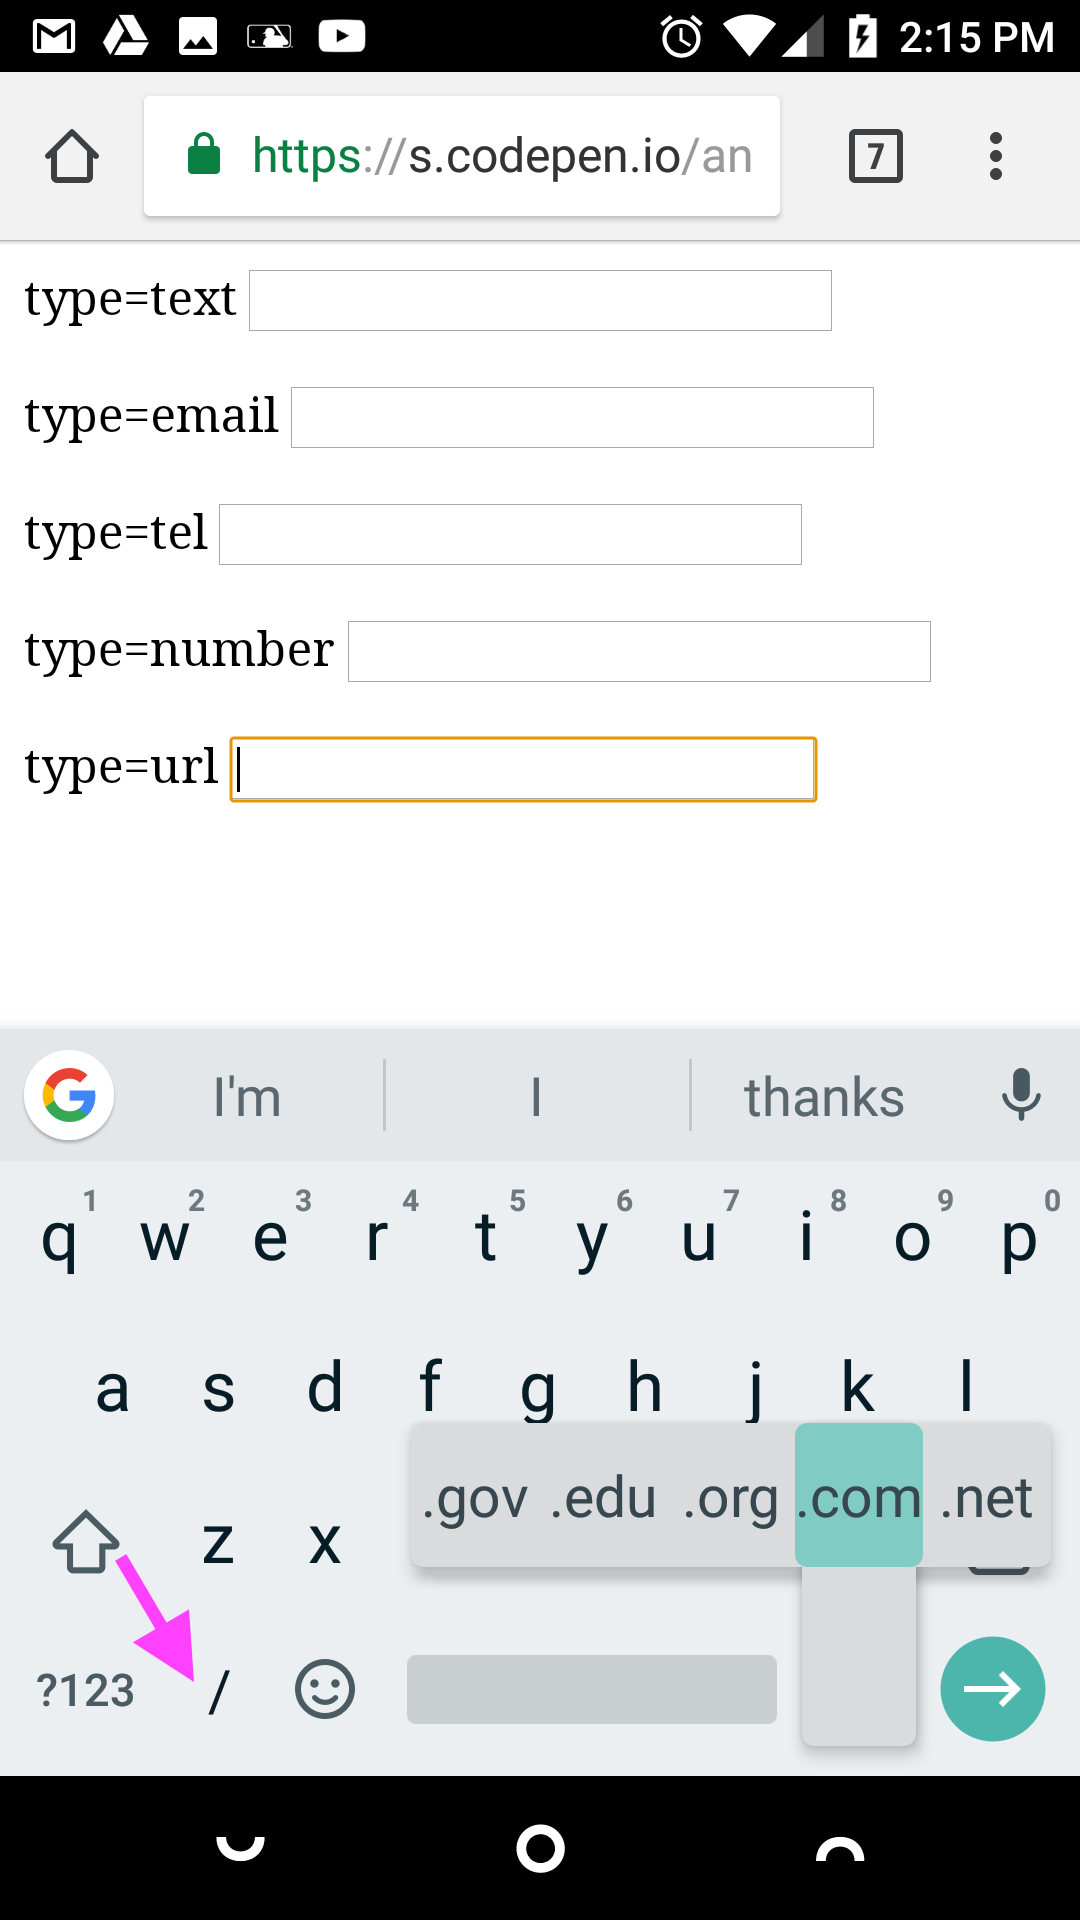 2:15 PM
https://s.codepen.io/an
7
type=text
type=email
type=tel
type=number
type=url
I'm I thanks
1 2 3 4 5 6 7 8 9 0
q w e r t y u i o p
a s d f g h j k l
.gov .edu .org .com .net
z x
?123 /